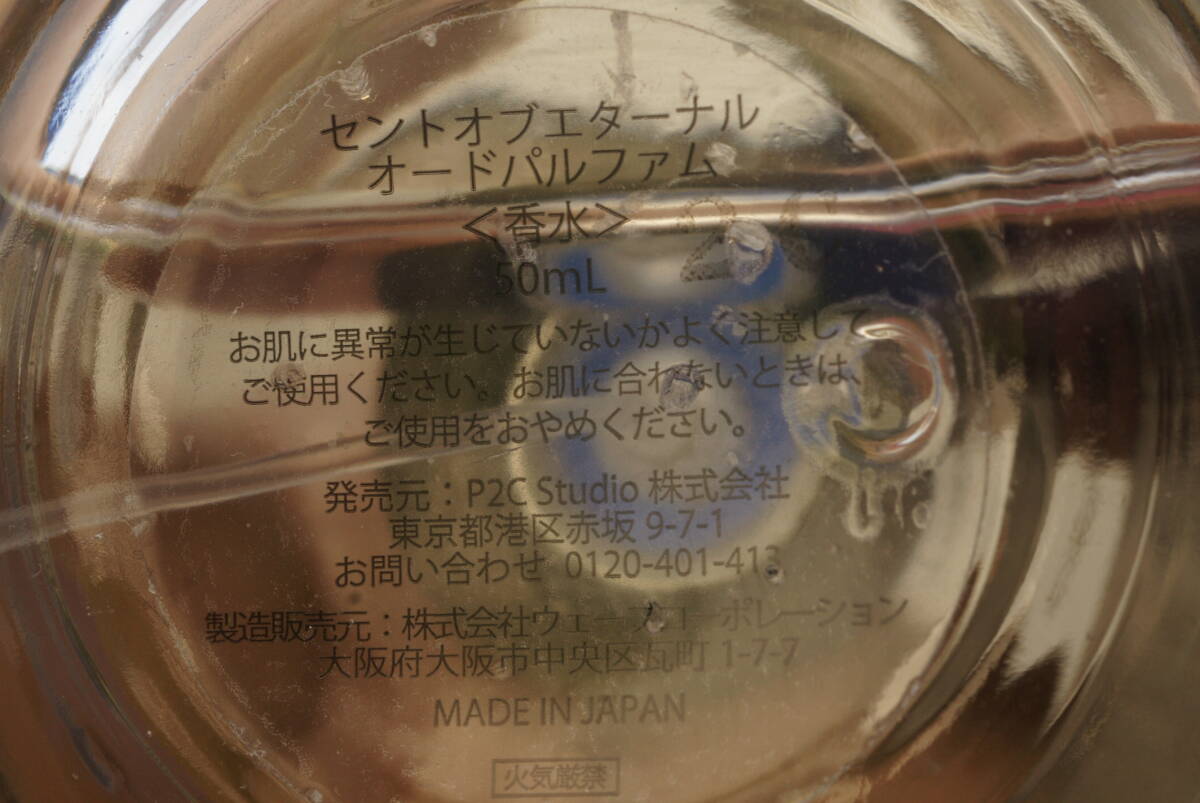 セントオブエターナル
オードパルファム
＜香水＞
50mL
お肌に異常が生じていないかよく注意して
ご使用ください。お肌に合わないときは、
ご使用をおやめください。
発売元：P2C Studio 株式会社
東京都港区赤坂 9-7-1
お問い合わせ 0120-401-413
製造販売元：株式会社ウェーブコーポレーション
大阪府大阪市中央区瓦町 1-7-7
MADE IN JAPAN
火気厳禁